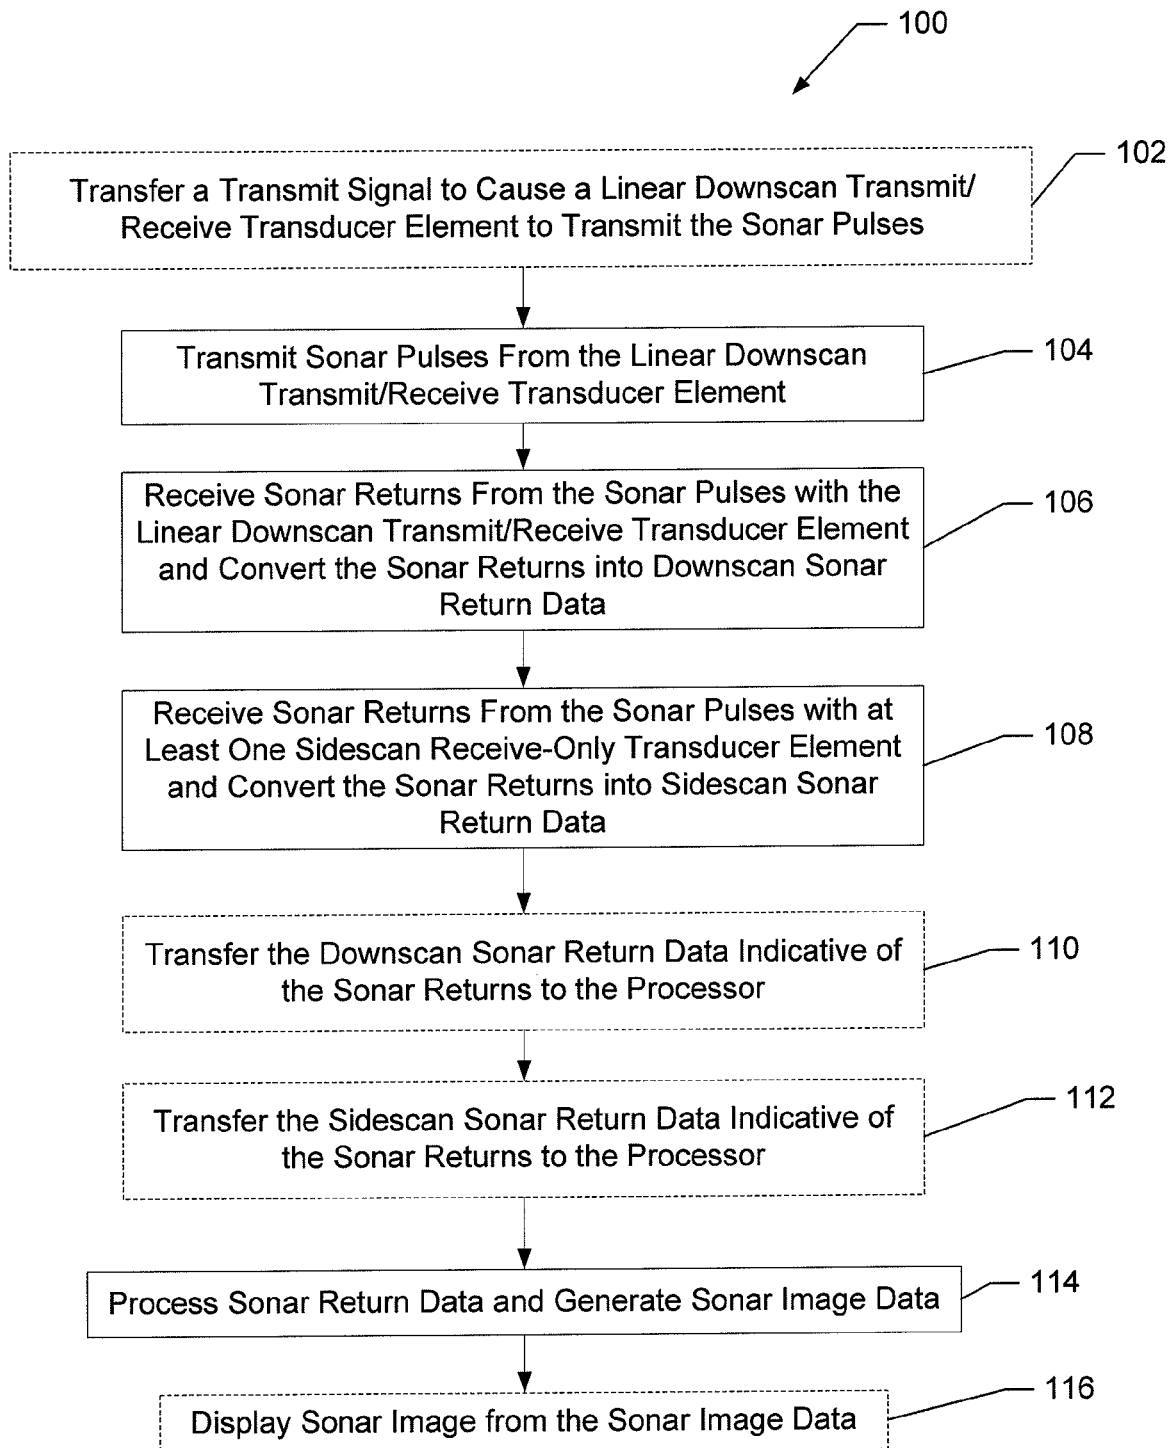 100
102
Transfer a Transmit Signal to Cause a Linear Downscan Transmit/
Receive Transducer Element to Transmit the Sonar Pulses
104
Transmit Sonar Pulses From the Linear Downscan
Transmit/Receive Transducer Element
106
Receive Sonar Returns From the Sonar Pulses with the
Linear Downscan Transmit/Receive Transducer Element
and Convert the Sonar Returns into Downscan Sonar
Return Data
108
Receive Sonar Returns From the Sonar Pulses with at
Least One Sidescan Receive-Only Transducer Element
and Convert the Sonar Returns into Sidescan Sonar
Return Data
110
Transfer the Downscan Sonar Return Data Indicative of
the Sonar Returns to the Processor
112
Transfer the Sidescan Sonar Return Data Indicative of
the Sonar Returns to the Processor
114
Process Sonar Return Data and Generate Sonar Image Data
116
Display Sonar Image from the Sonar Image Data